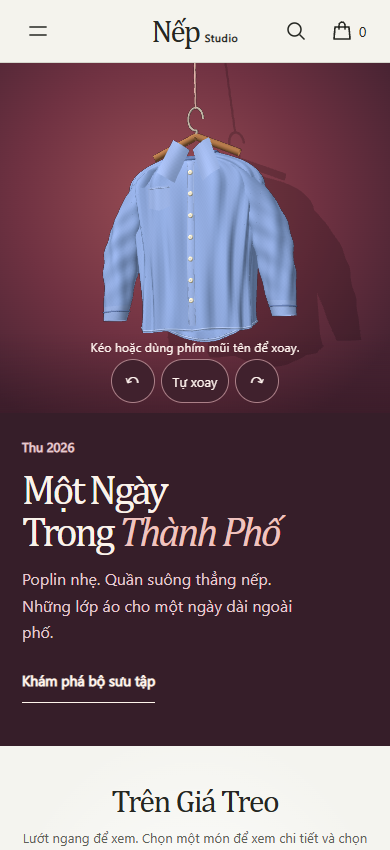 Nếp Studio 0
Kéo hoặc dùng phím mũi tên để xoay.
Tự xoay
Thu 2026
Một Ngày
Trong Thành Phố
Poplin nhẹ. Quần suông thẳng nếp.
Những lớp áo cho một ngày dài ngoài
phố.
Khám phá bộ sưu tập
Trên Giá Treo
Lướt ngang để xem. Chọn một món để xem chi tiết và chọn